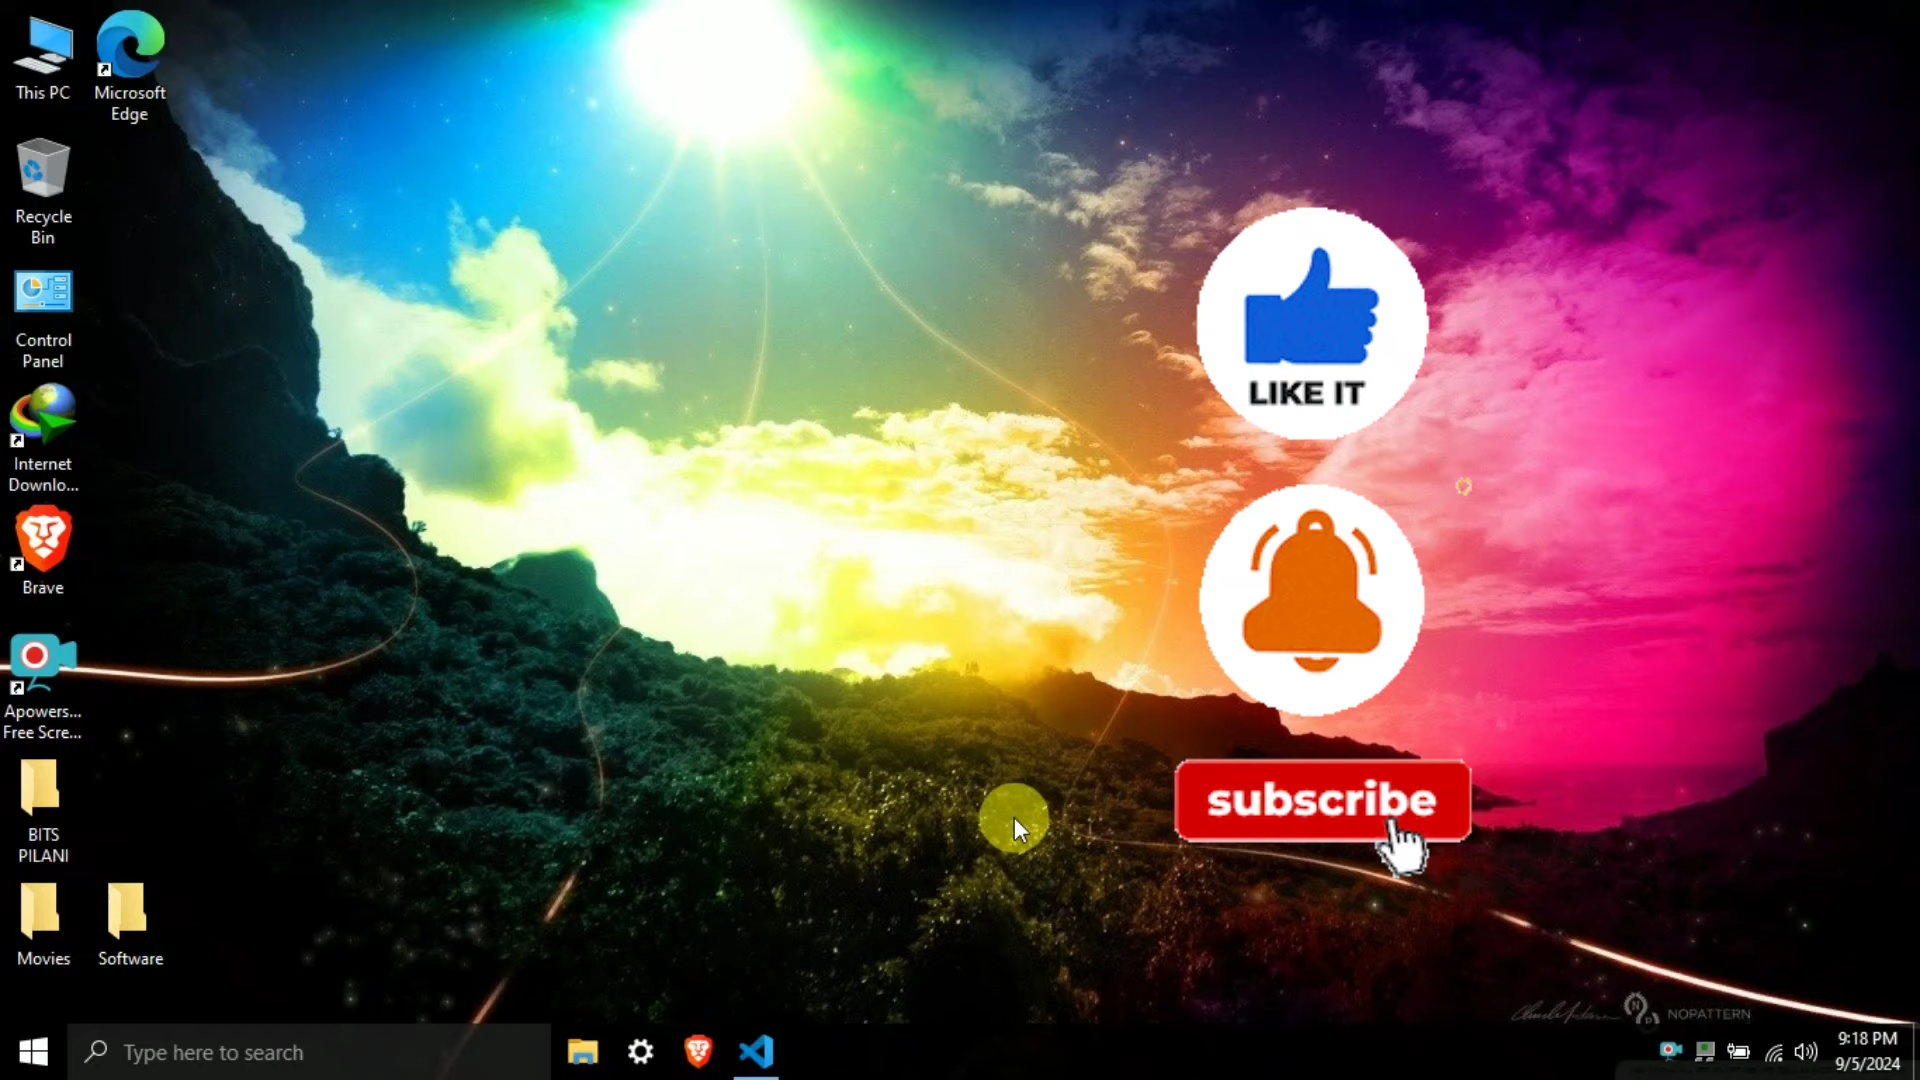 This PC
Microsoft
Edge
Recycle
Bin
Control
Panel
Internet
Downlo...
Brave
Apowers...
Free Scre...
BITS
PILANI
Movies
Software
LIKE IT
subscribe
NOPATTERN
Type here to search
9:18 PM
9/5/2024